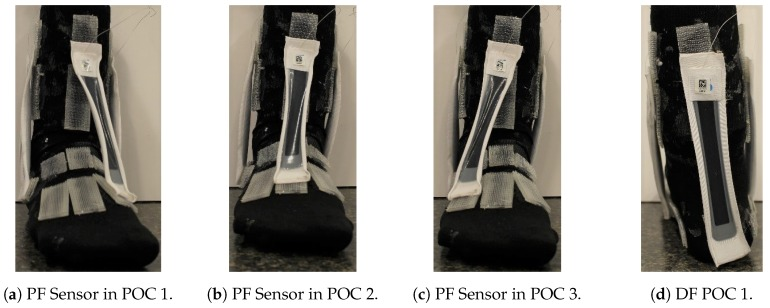 (a) PF Sensor in POC 1.
(b) PF Sensor in POC 2.
(c) PF Sensor in POC 3.
(d) DF POC 1.